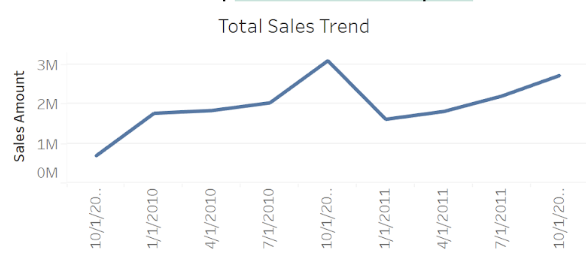 Total Sales Trend
Sales Amount
3M
2M
1M
0M
10/1/20..
1/1/2010
4/1/2010
7/1/2010
10/1/20..
1/1/2011
4/1/2011
7/1/2011
10/1/20..